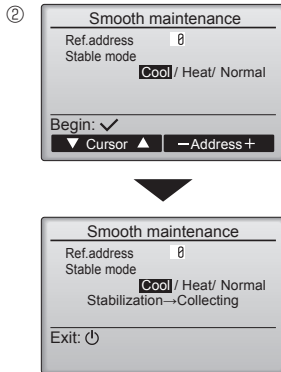 ②
Smooth maintenance
Ref.address 0
Stable mode
Cool / Heat/ Normal
Begin: ✓
▼ Cursor ▲ －Address＋
Smooth maintenance
Ref.address 0
Stable mode
Cool / Heat/ Normal
Stabilization→Collecting
Exit: ⏻